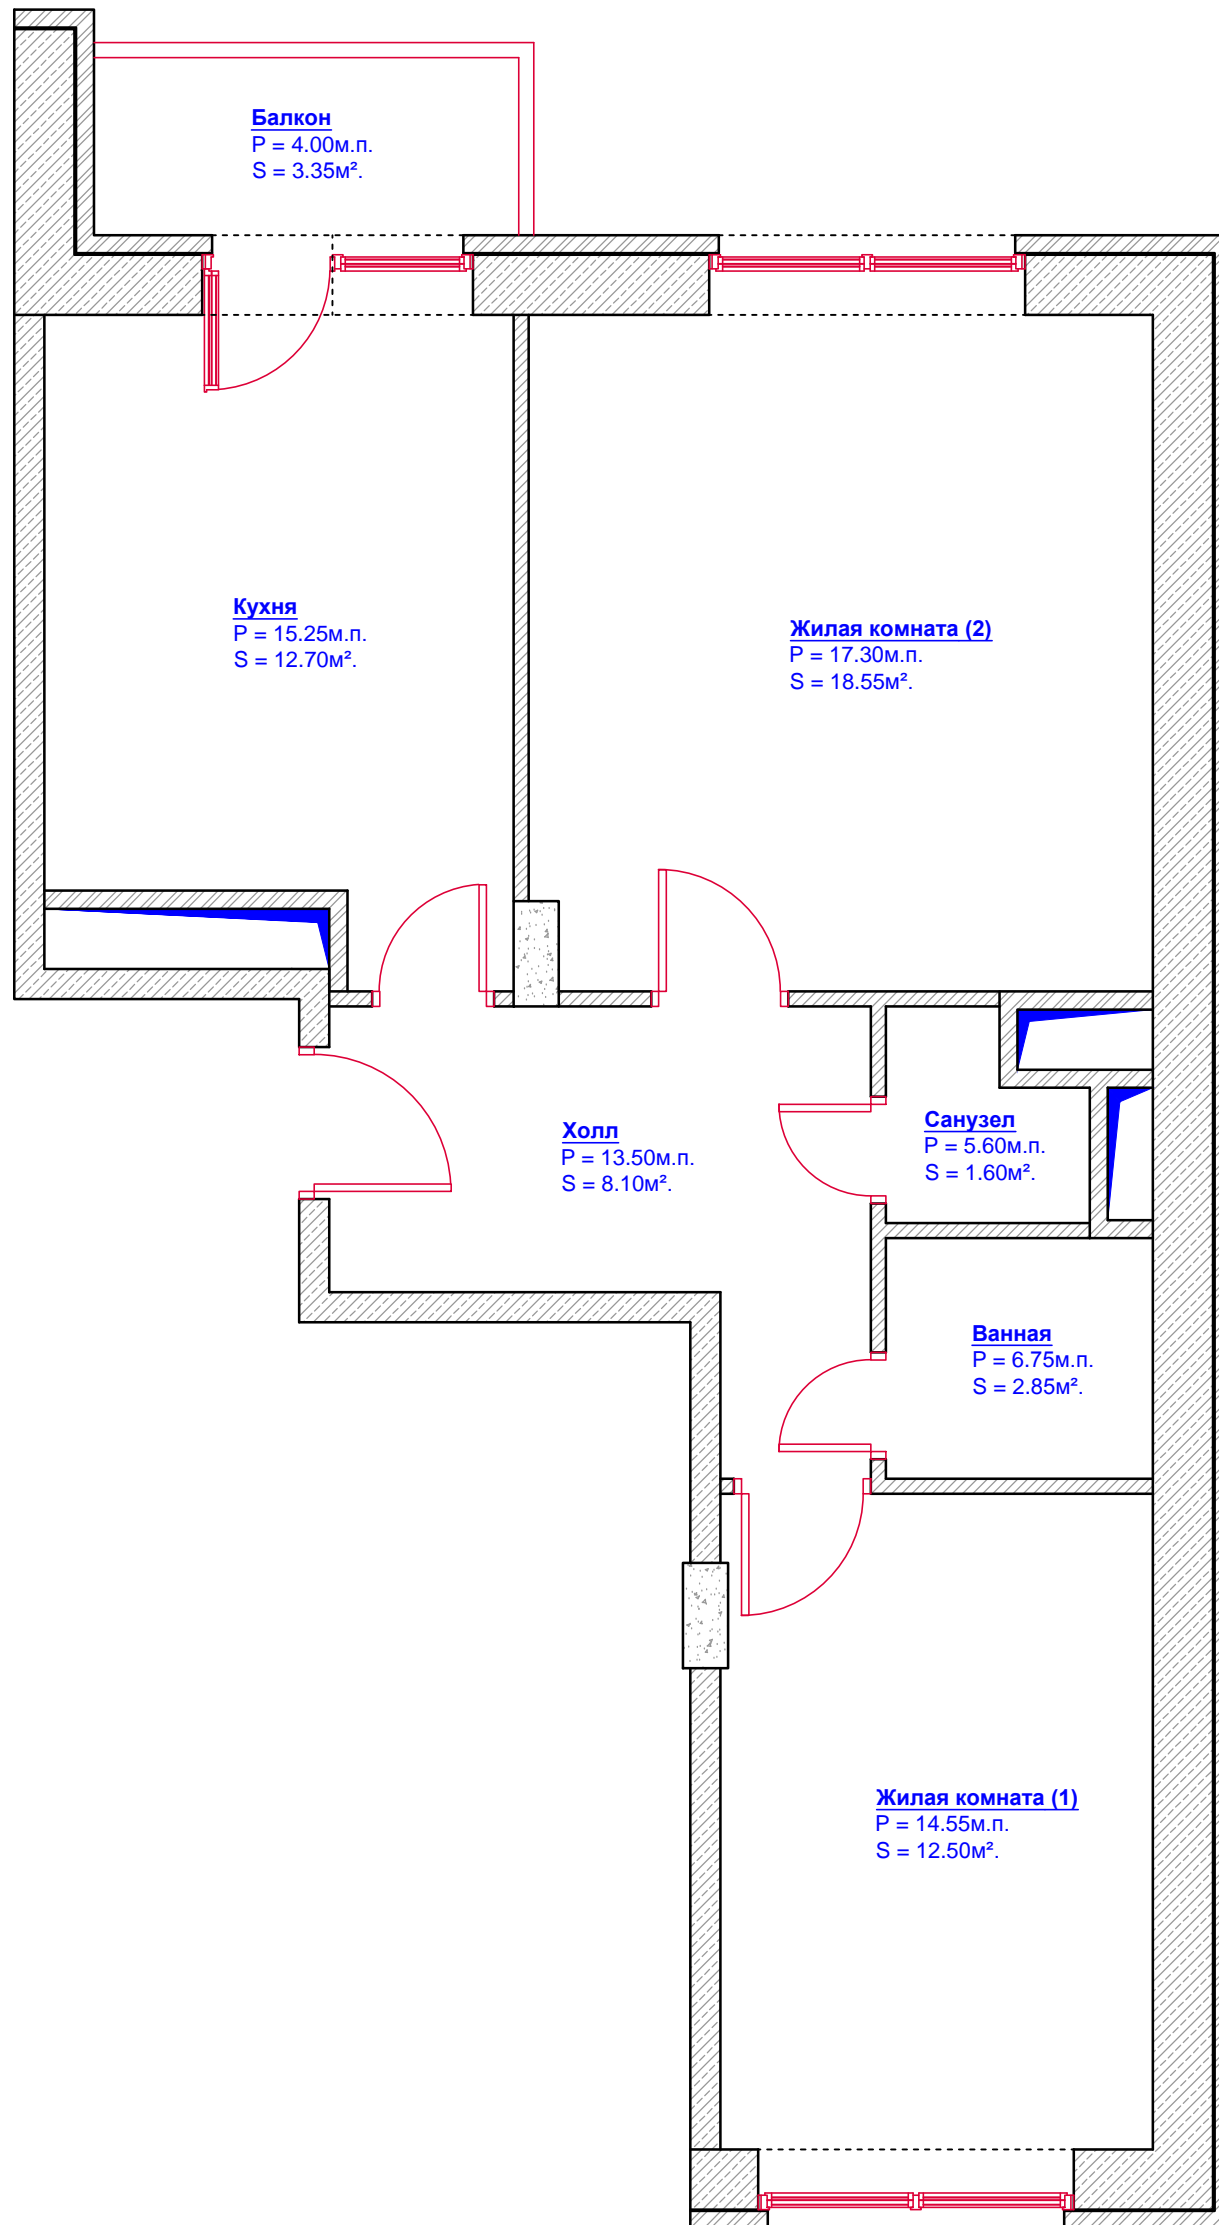 Балкон
P = 4.00м.п.
S = 3.35м².
Кухня
P = 15.25м.п.
S = 12.70м².
Жилая комната (2)
P = 17.30м.п.
S = 18.55м².
Холл
P = 13.50м.п.
S = 8.10м².
Санузел
P = 5.60м.п.
S = 1.60м².
Ванная
P = 6.75м.п.
S = 2.85м².
Жилая комната (1)
P = 14.55м.п.
S = 12.50м².